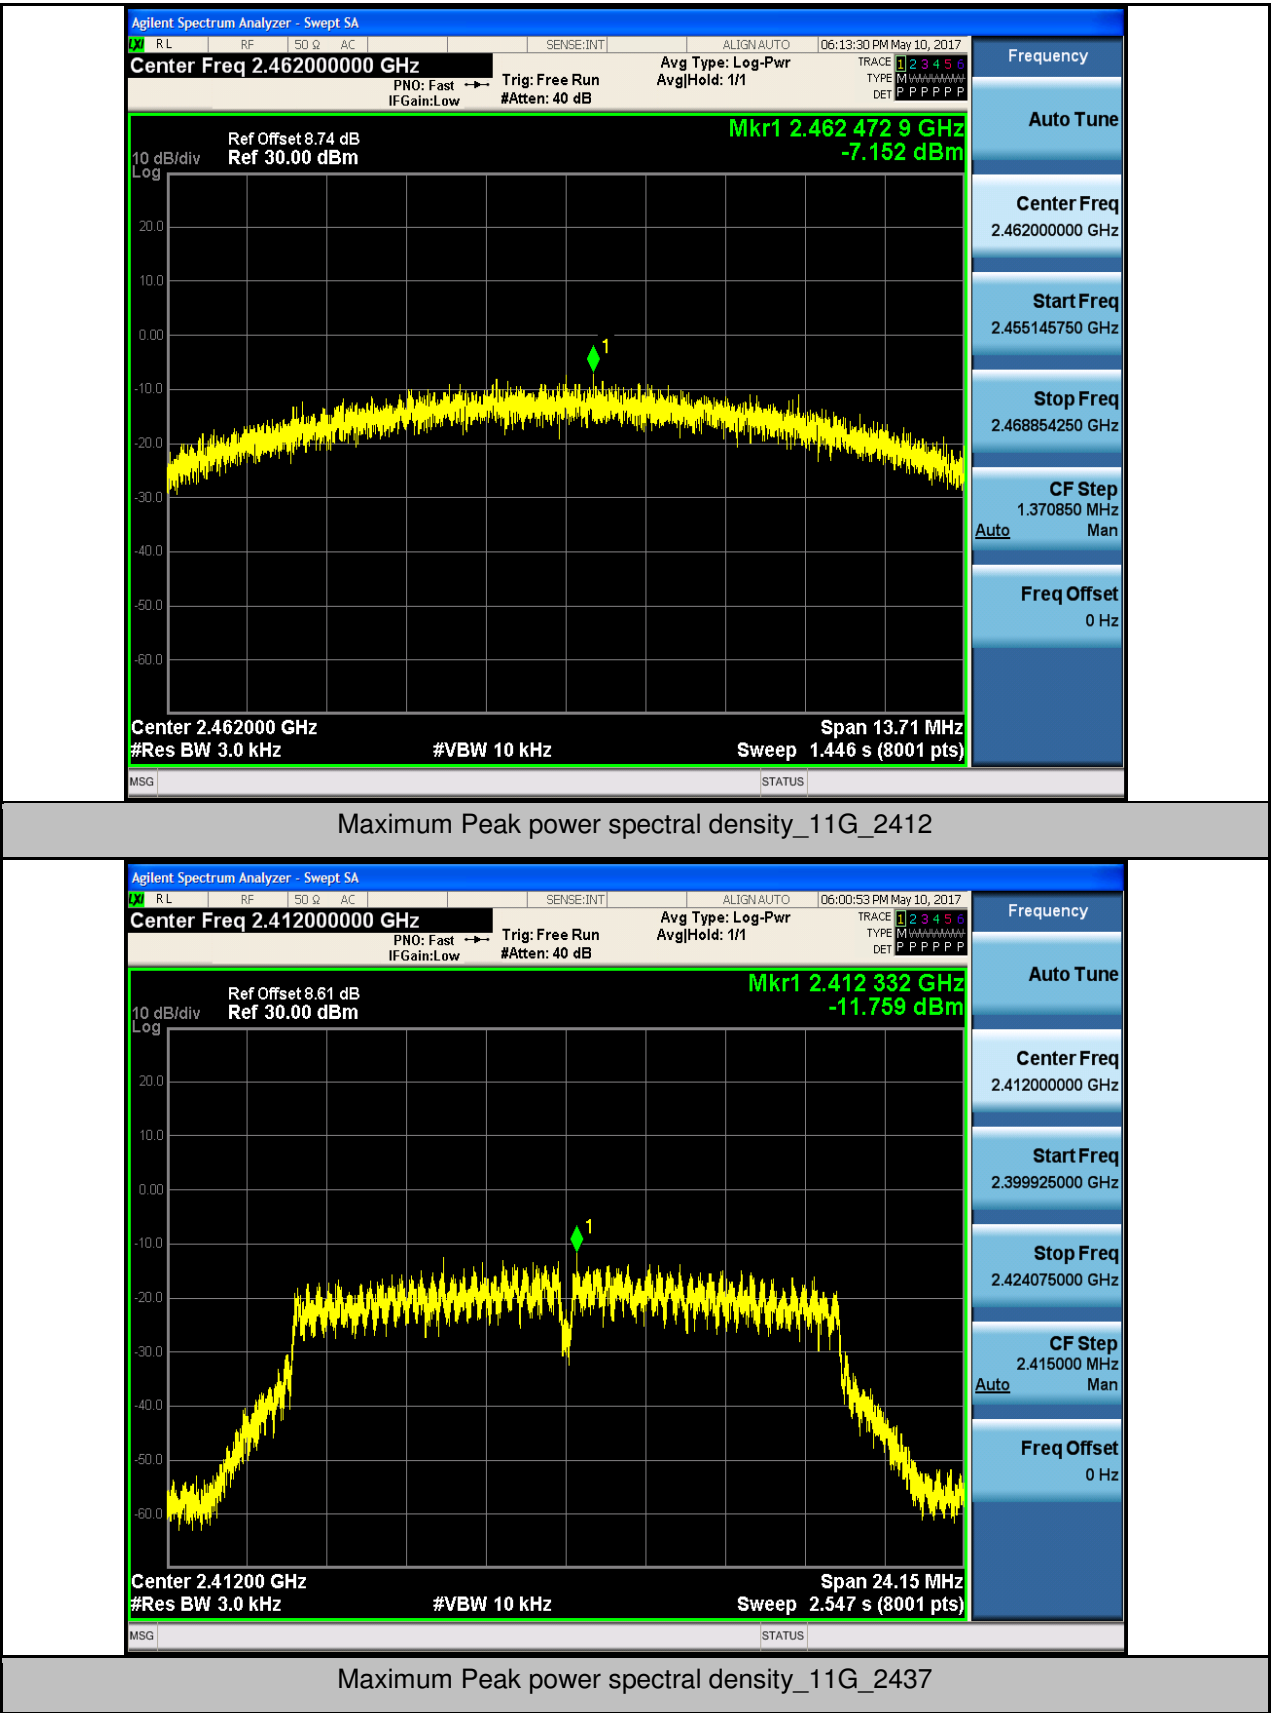 Agilent Spectrum Analyzer - Swept SA
LXI RL RF 50 Ω AC SENSE:INT ALIGNAUTO 06:13:30 PM May 10, 2017
Center Freq 2.462000000 GHz
PNO: Fast
IFGain:Low
Trig: Free Run
#Atten: 40 dB
Avg Type: Log-Pwr
Avg|Hold: 1/1
TRACE 1 2 3 4 5 6
TYPE M WWWWW
DET P P P P P P
Frequency
Auto Tune
Center Freq
2.462000000 GHz
Start Freq
2.455145750 GHz
Stop Freq
2.468854250 GHz
CF Step
1.370850 MHz
Auto Man
Freq Offset
0 Hz
Mkr1 2.462 472 9 GHz
-7.152 dBm
Ref Offset 8.74 dB
10 dB/div Ref 30.00 dBm
Log
20.0
10.0
0.00
-10.0
-20.0
-30.0
-40.0
-50.0
-60.0
1
Center 2.462000 GHz Span 13.71 MHz
#Res BW 3.0 kHz #VBW 10 kHz Sweep 1.446 s (8001 pts)
MSG STATUS
Maximum Peak power spectral density_11G_2412
Agilent Spectrum Analyzer - Swept SA
LXI RL RF 50 Ω AC SENSE:INT ALIGNAUTO 06:00:53 PM May 10, 2017
Center Freq 2.412000000 GHz
PNO: Fast
IFGain:Low
Trig: Free Run
#Atten: 40 dB
Avg Type: Log-Pwr
Avg|Hold: 1/1
TRACE 1 2 3 4 5 6
TYPE M WWWWW
DET P P P P P P
Frequency
Auto Tune
Center Freq
2.412000000 GHz
Start Freq
2.399925000 GHz
Stop Freq
2.424075000 GHz
CF Step
2.415000 MHz
Auto Man
Freq Offset
0 Hz
Mkr1 2.412 332 GHz
-11.759 dBm
Ref Offset 8.61 dB
10 dB/div Ref 30.00 dBm
Log
20.0
10.0
0.00
-10.0
-20.0
-30.0
-40.0
-50.0
-60.0
1
Center 2.41200 GHz Span 24.15 MHz
#Res BW 3.0 kHz #VBW 10 kHz Sweep 2.547 s (8001 pts)
MSG STATUS
Maximum Peak power spectral density_11G_2437